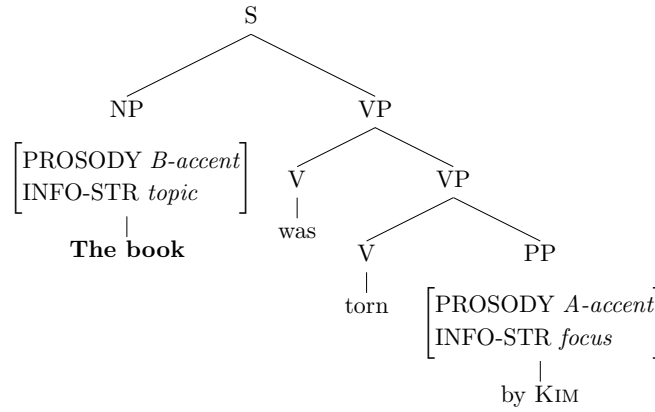 S
NP VP
PROSODY B-accent
INFO-STR topic
V VP
The book
was
V PP
torn
PROSODY A-accent
INFO-STR focus
by KIM